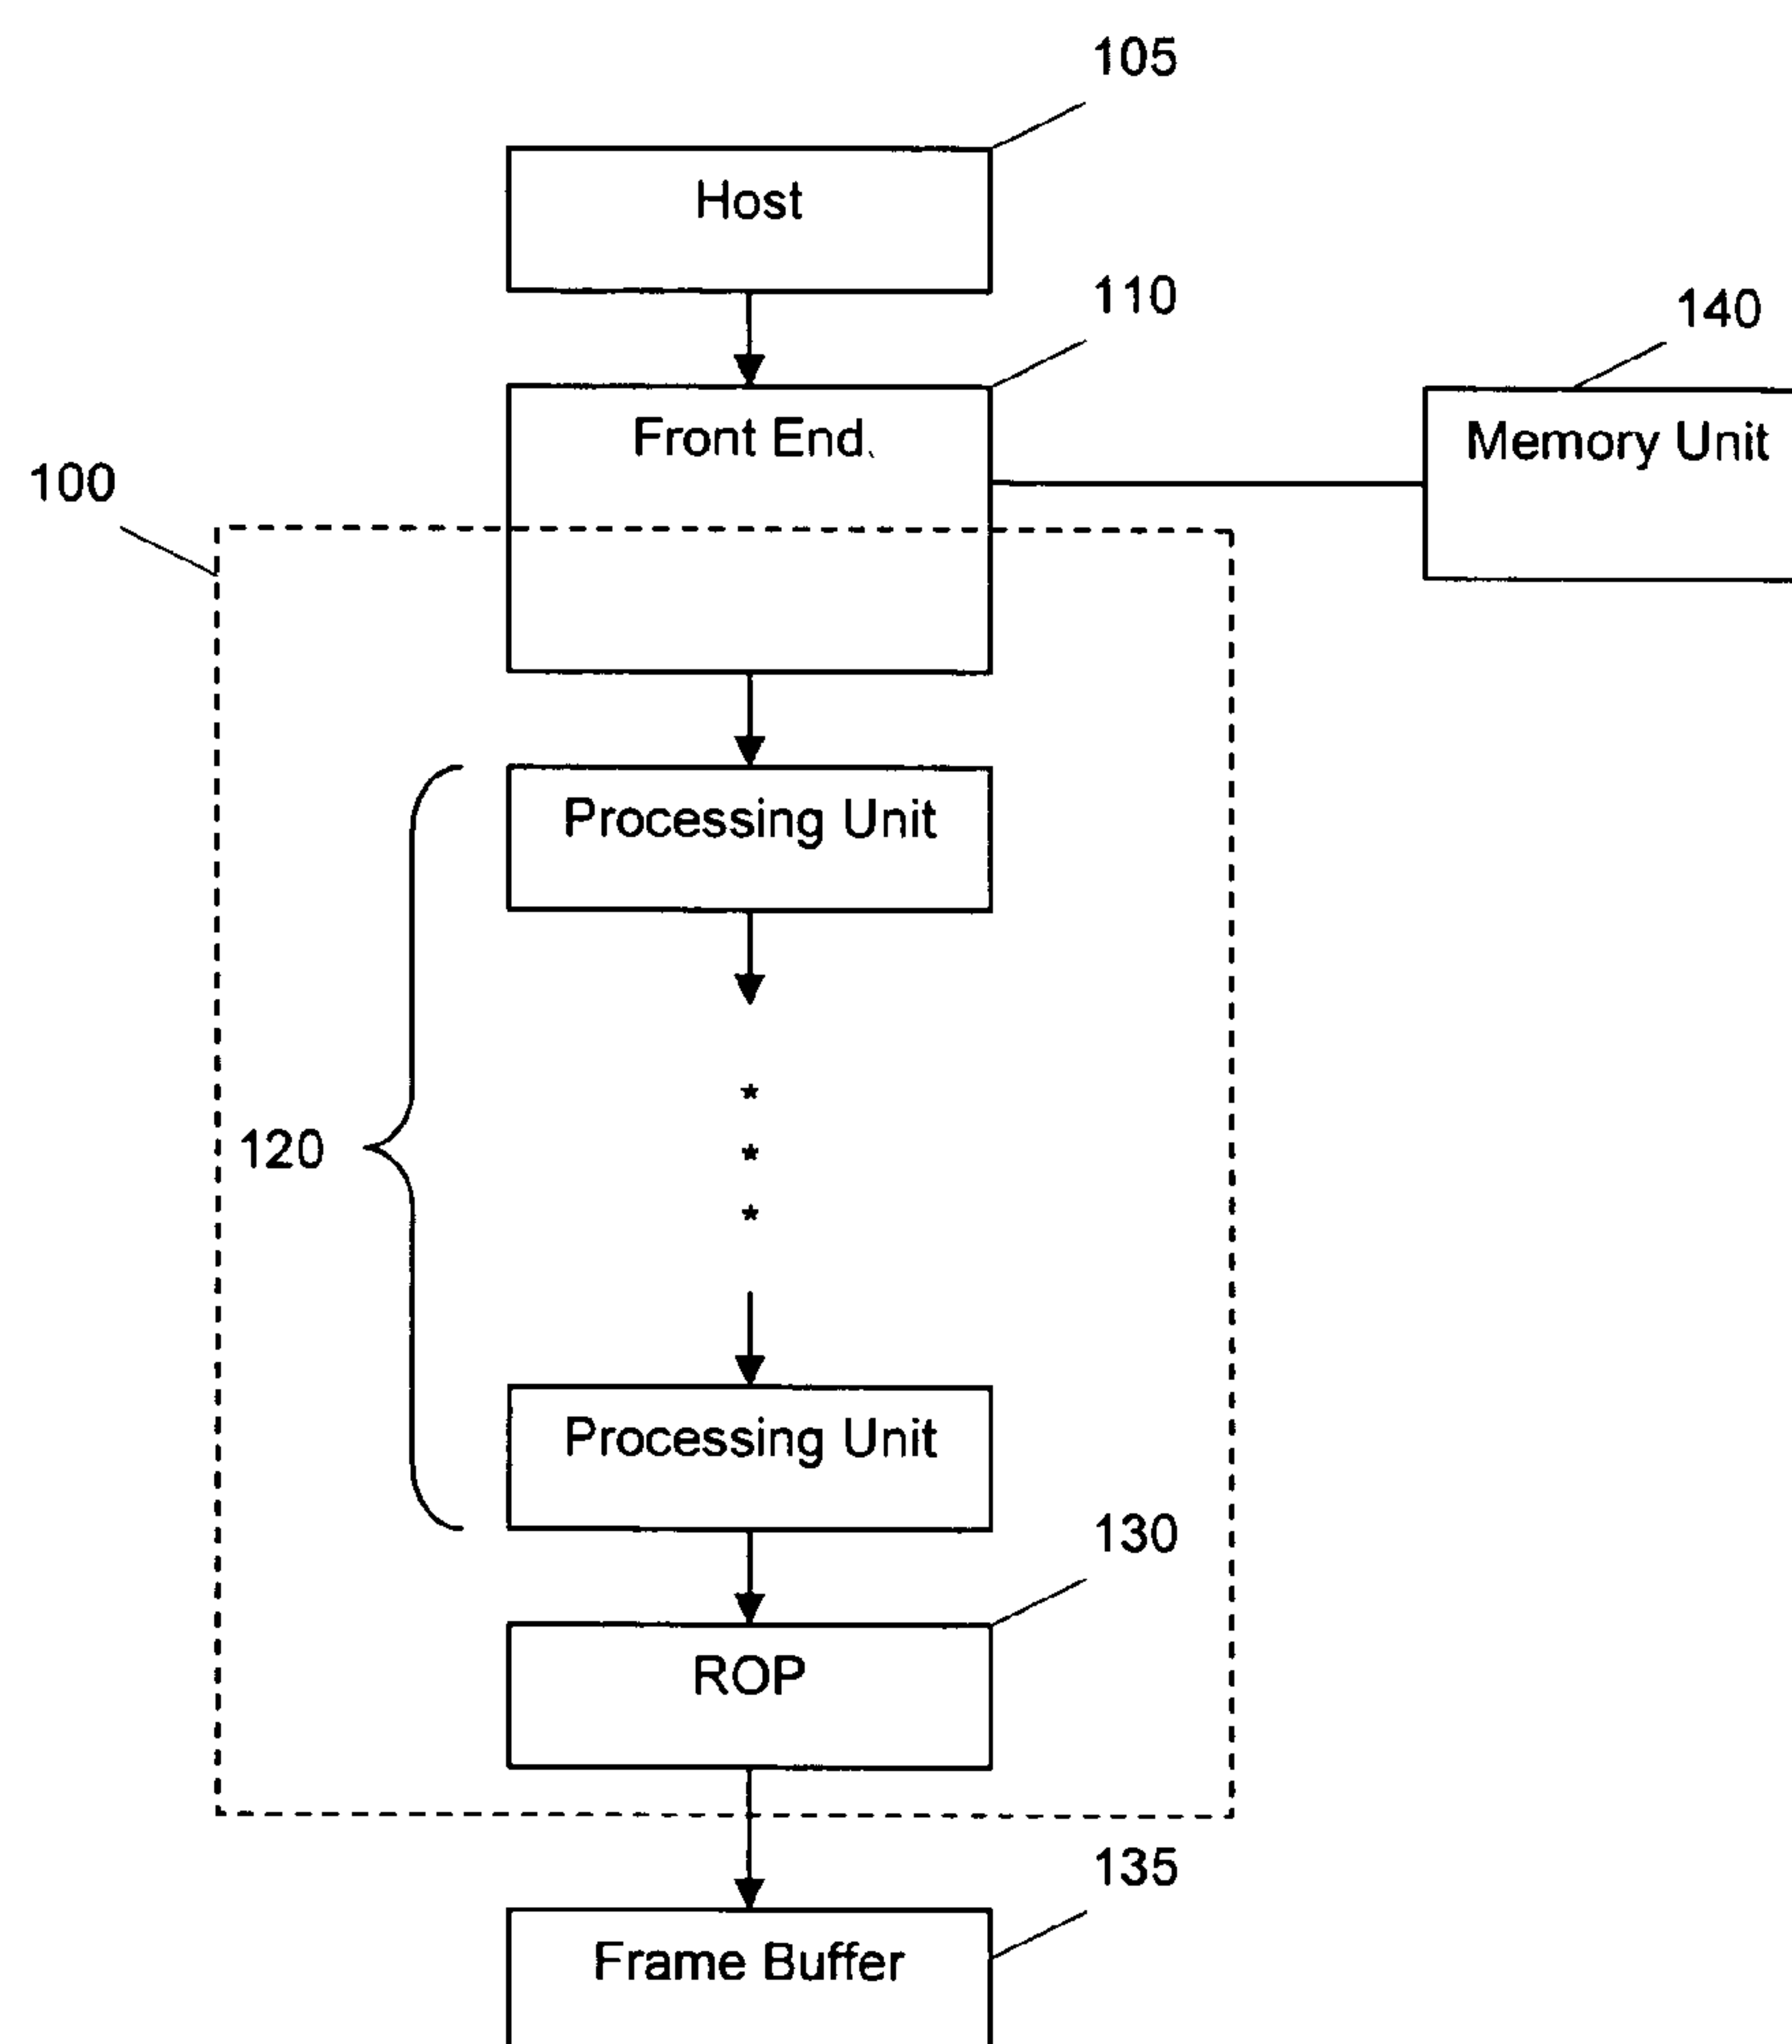 105
Host
110
140
Front End
Memory Unit
100
Processing Unit
*
*
120
*
Processing Unit
130
ROP
135
Frame Buffer